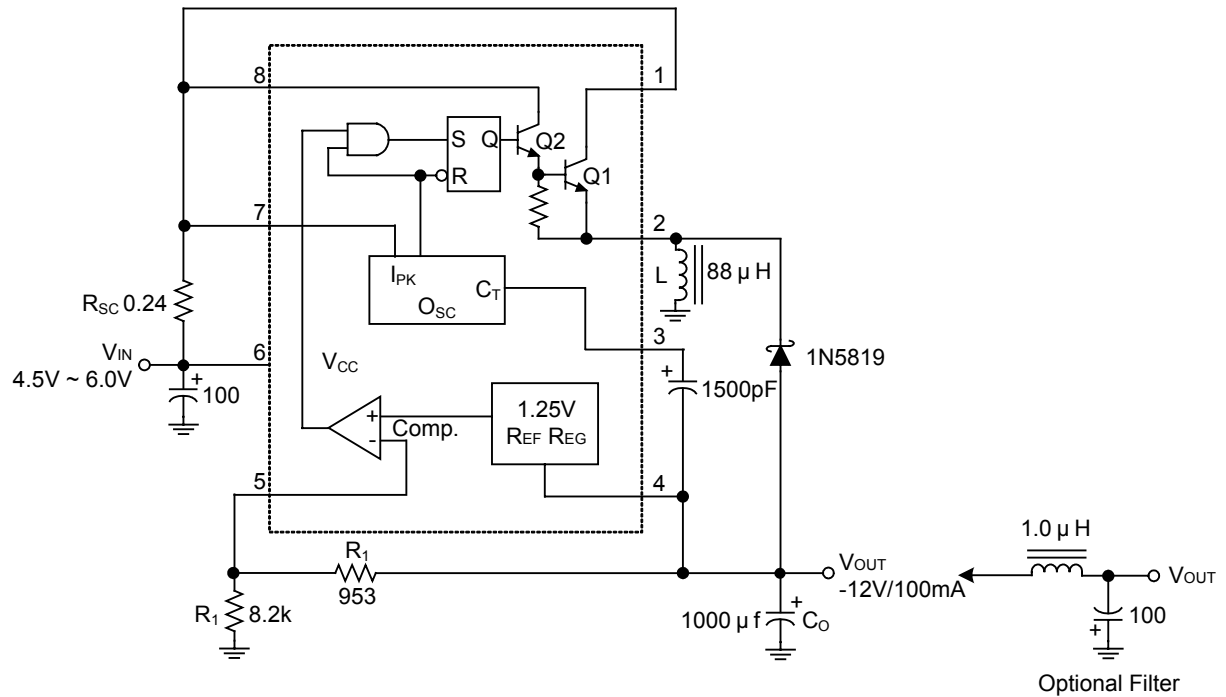 8
1
S
Q
Q2
R
Q1
7
2
IPK
CT
OSC
L
88 µ H
RSC 0.24
3
VIN
6
4.5V ~ 6.0V
VCC
+
100
1N5819
+
1500pF
+
-
Comp.
1.25V
REF REG
5
4
R1
953
1.0 µ H
VOUT
-12V/100mA
VOUT
R1
8.2k
1000 µ f
+
CO
100
+
Optional Filter